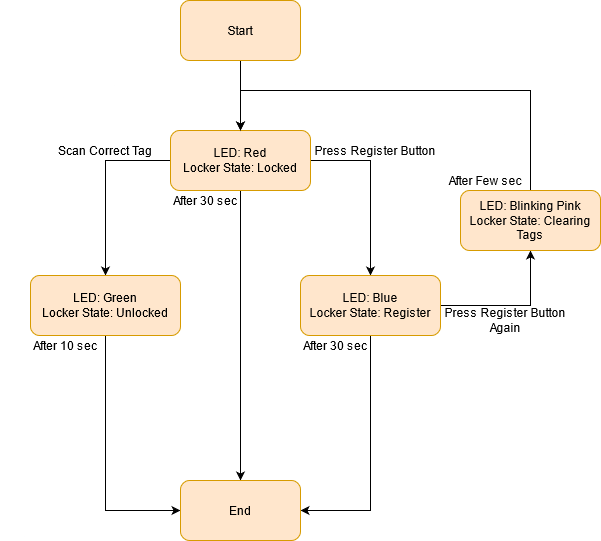 Start
Scan Correct Tag
LED: Red
Locker State: Locked
Press Register Button
After 30 sec
After Few sec
LED: Blinking Pink
Locker State: Clearing
Tags
LED: Green
Locker State: Unlocked
LED: Blue
Locker State: Register
Press Register Button
Again
After 10 sec
After 30 sec
End